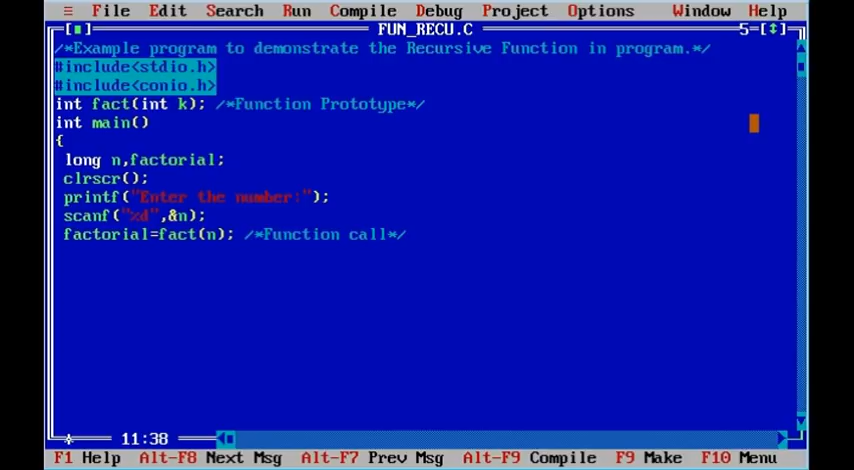 ≡ File Edit Search Run Compile Debug Project Options Window Help
[■] FUN_RECU.C 5=[↕]
/*Example program to demonstrate the Recursive Function in program.*/
#include<stdio.h>
#include<conio.h>
int fact(int k); /*Function Prototype*/
int main()
{
long n,factorial;
clrscr();
printf("Enter the number:");
scanf("%d",&n);
factorial=fact(n); /*Function call*/
11:38
F1 Help Alt-F8 Next Msg Alt-F7 Prev Msg Alt-F9 Compile F9 Make F10 Menu